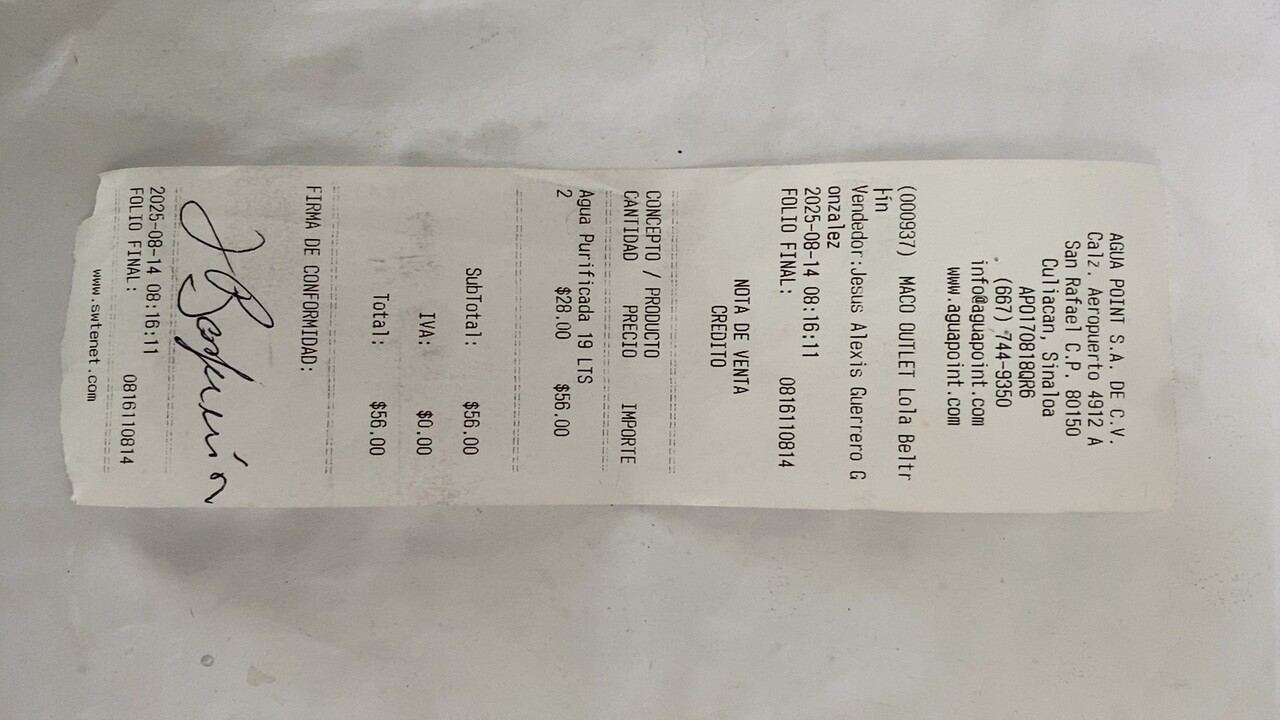 AGUA POINT S.A. DE C.V.
Calz. Aeropuerto 4912 A
San Rafael C.P. 80150
Culiacan, Sinaloa
APO170818QR6
(667) 744-9350
info@aguapoint.com
www.aguapoint.com
(000937) MACO OUTLET Lola Beltr
Vendedor:Jesus Alexis Guerrero G
onzalez
2025-08-14 08:16:11
FOLIO FINAL: 0816110814
NOTA DE VENTA
CREDITO
CONCEPTO / PRODUCTO
CANTIDAD PRECIO IMPORTE
Agua Purificada 19 LTS
2 $28.00 $56.00
SubTotal: $56.00
IVA: $0.00
Total: $56.00
FIRMA DE CONFORMIDAD:
2025-08-14 08:16:11
FOLIO FINAL: 0816110814
www.swtenet.com